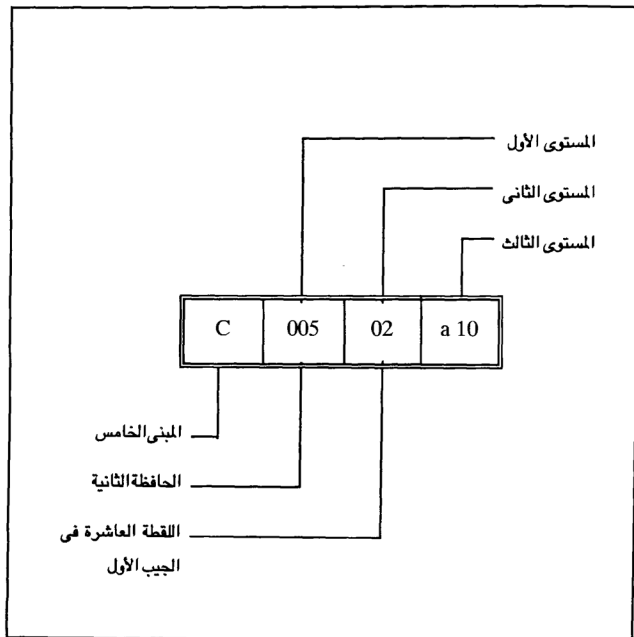 المستوى الأول
المستوى الثانى
المستوى الثالث
C 005 02 a 10
المبنى الخامس
الحافظة الثانية
اللقطة العاشرة فى
الجيب الأول